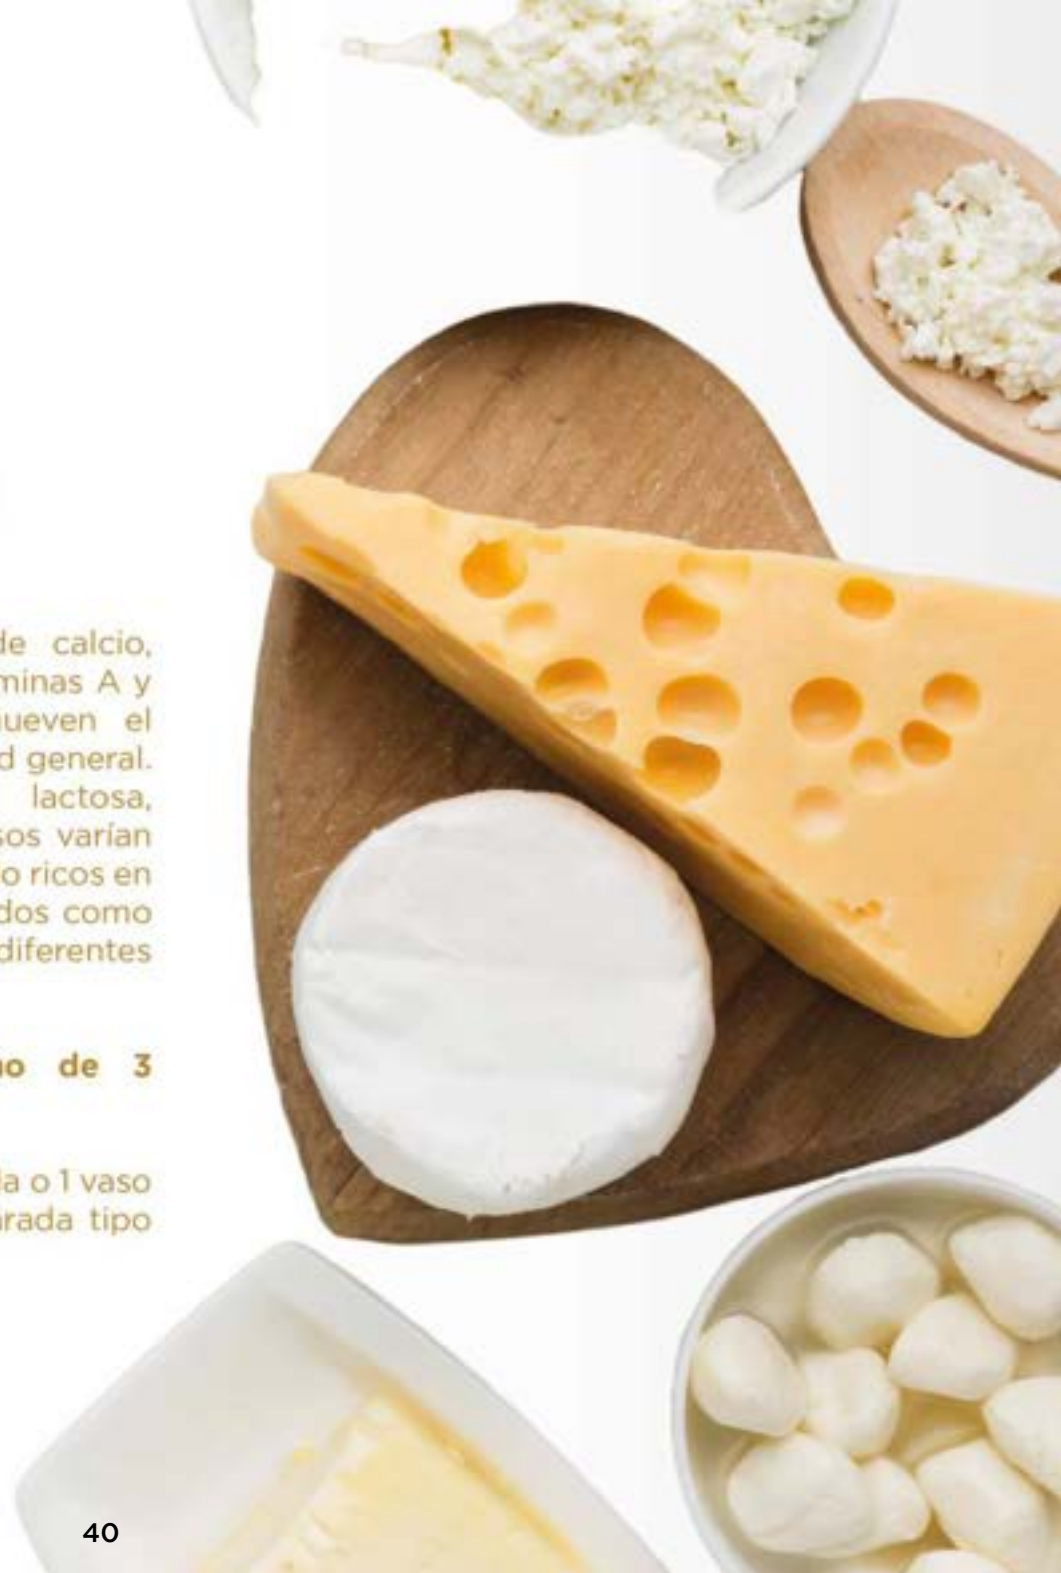 de calcio,
minas A y
nueven el
d general.
lactosa,
sos varían
o ricos en
dos como
diferentes
no de 3
la o 1 vaso
rada tipo
40